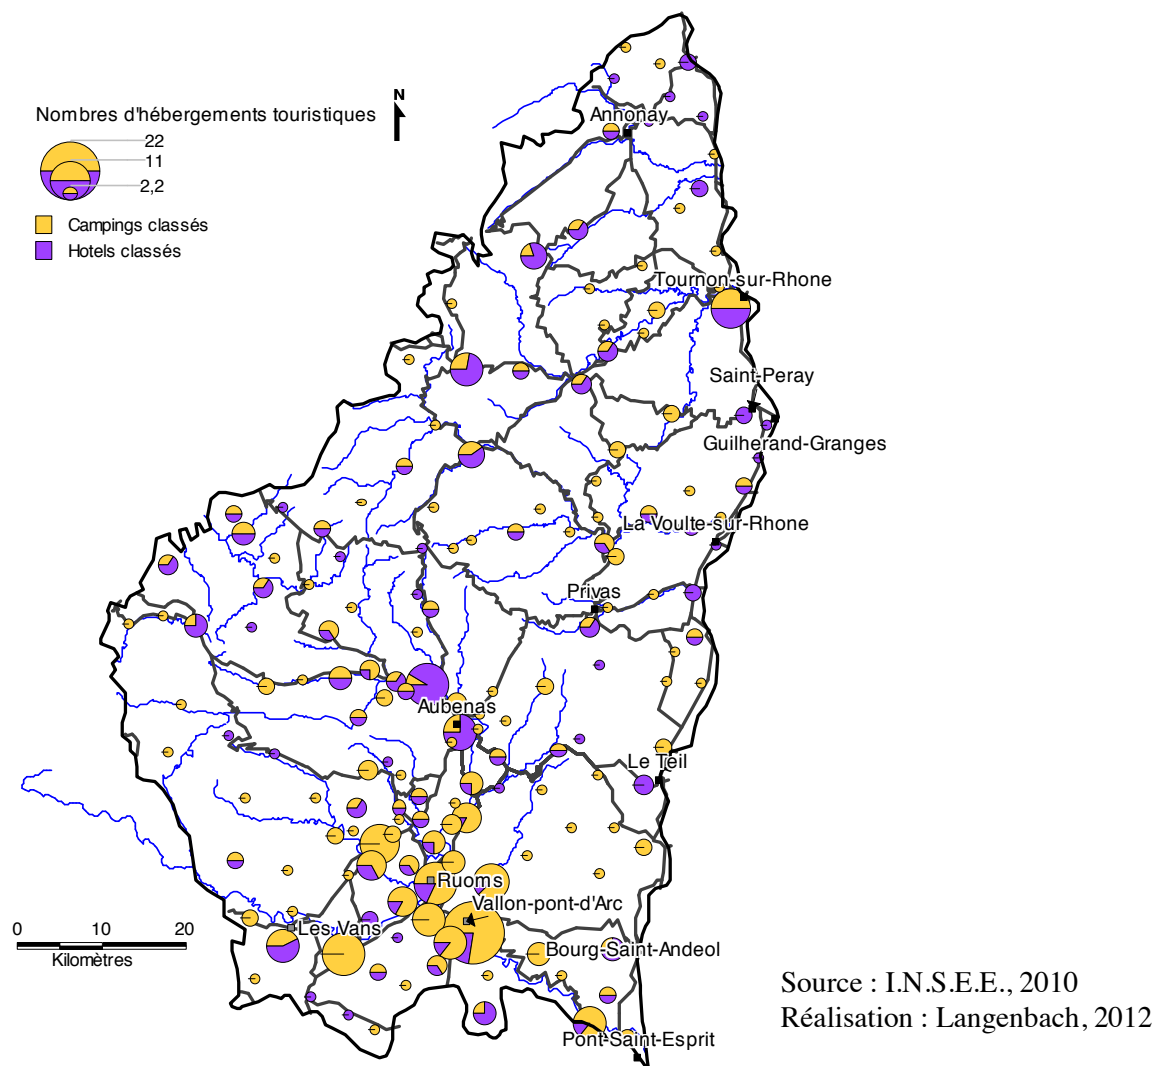 N
Nombres d'hébergements touristiques
22
11
2,2
Campings classés
Hotels classés
Annonay
Tournon-sur-Rhone
Saint-Peray
Guilherand-Granges
La Voulte-sur-Rhone
Privas
Aubenas
Le Teil
Ruoms
Vallon-pont-d'Arc
Les Vans
Bourg-Saint-Andeol
Pont-Saint-Esprit
0 10 20
Kilomètres
Source : I.N.S.E.E., 2010
Réalisation : Langenbach, 2012